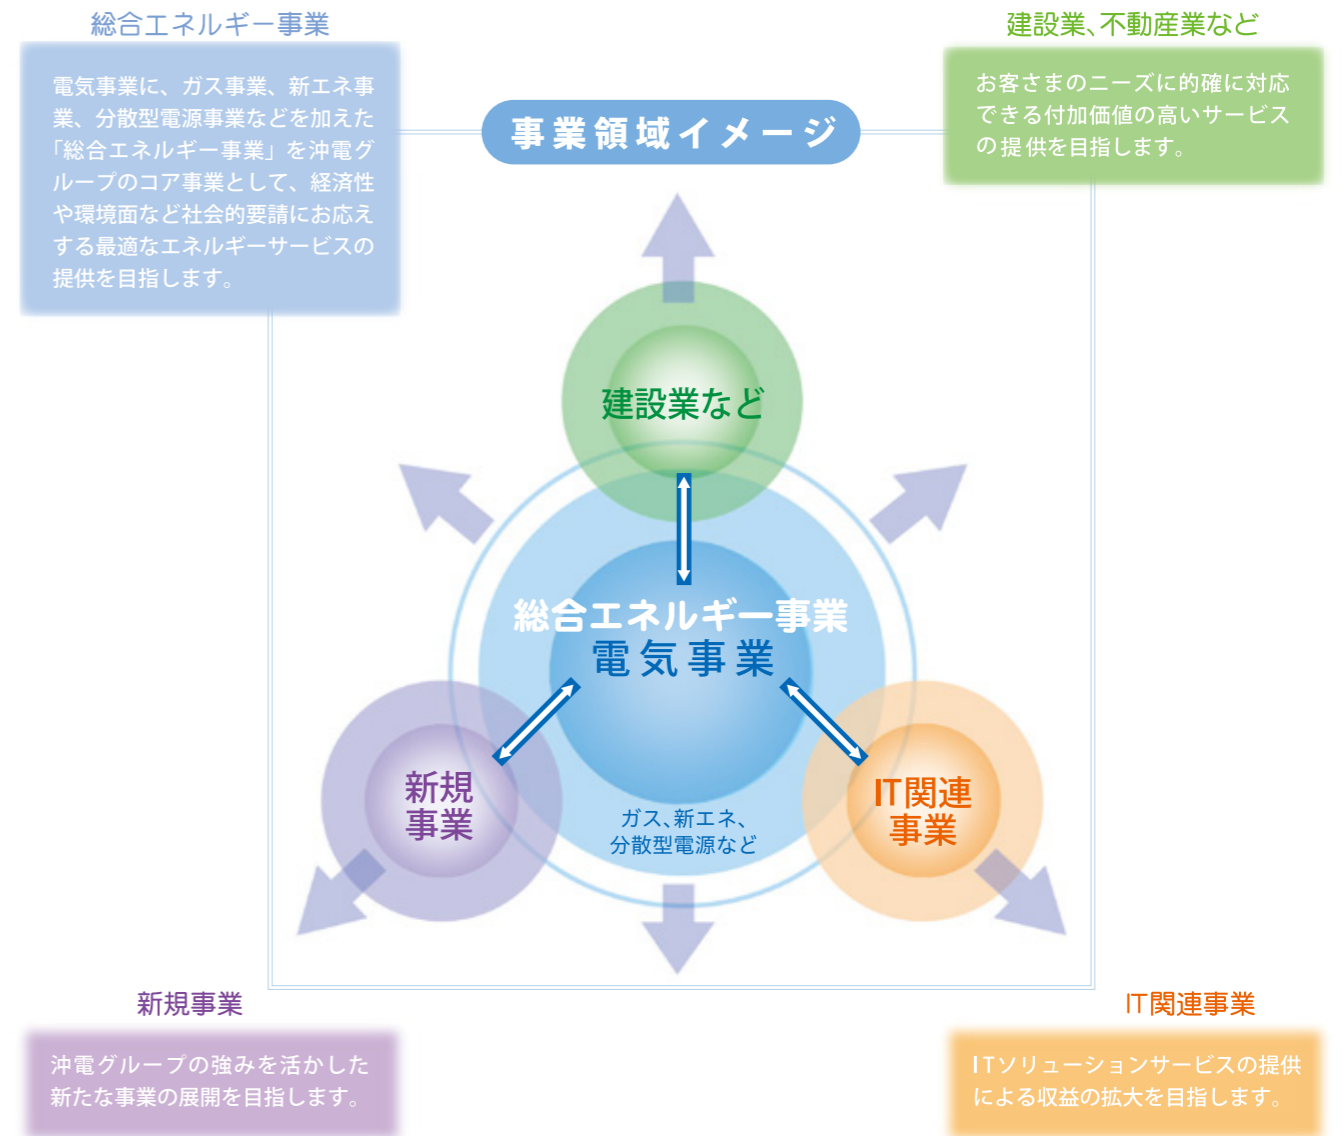 総合エネルギー事業
電気事業に、ガス事業、新エネ事
業、分散型電源事業などを加えた
「総合エネルギー事業」を沖電グ
ループのコア事業として、経済性
や環境面など社会的要請にお応え
する最適なエネルギーサービスの
提供を目指します。
事業領域イメージ
建設業、不動産業など
お客さまのニーズに的確に対応
できる付加価値の高いサービス
の提供を目指します。
建設業など
総合エネルギー事業
電気事業
新規
事業
ガス、新エネ、
分散型電源など
IT関連
事業
新規事業
沖電グループの強みを活かした
新たな事業の展開を目指します。
IT関連事業
ITソリューションサービスの提供
による収益の拡大を目指します。